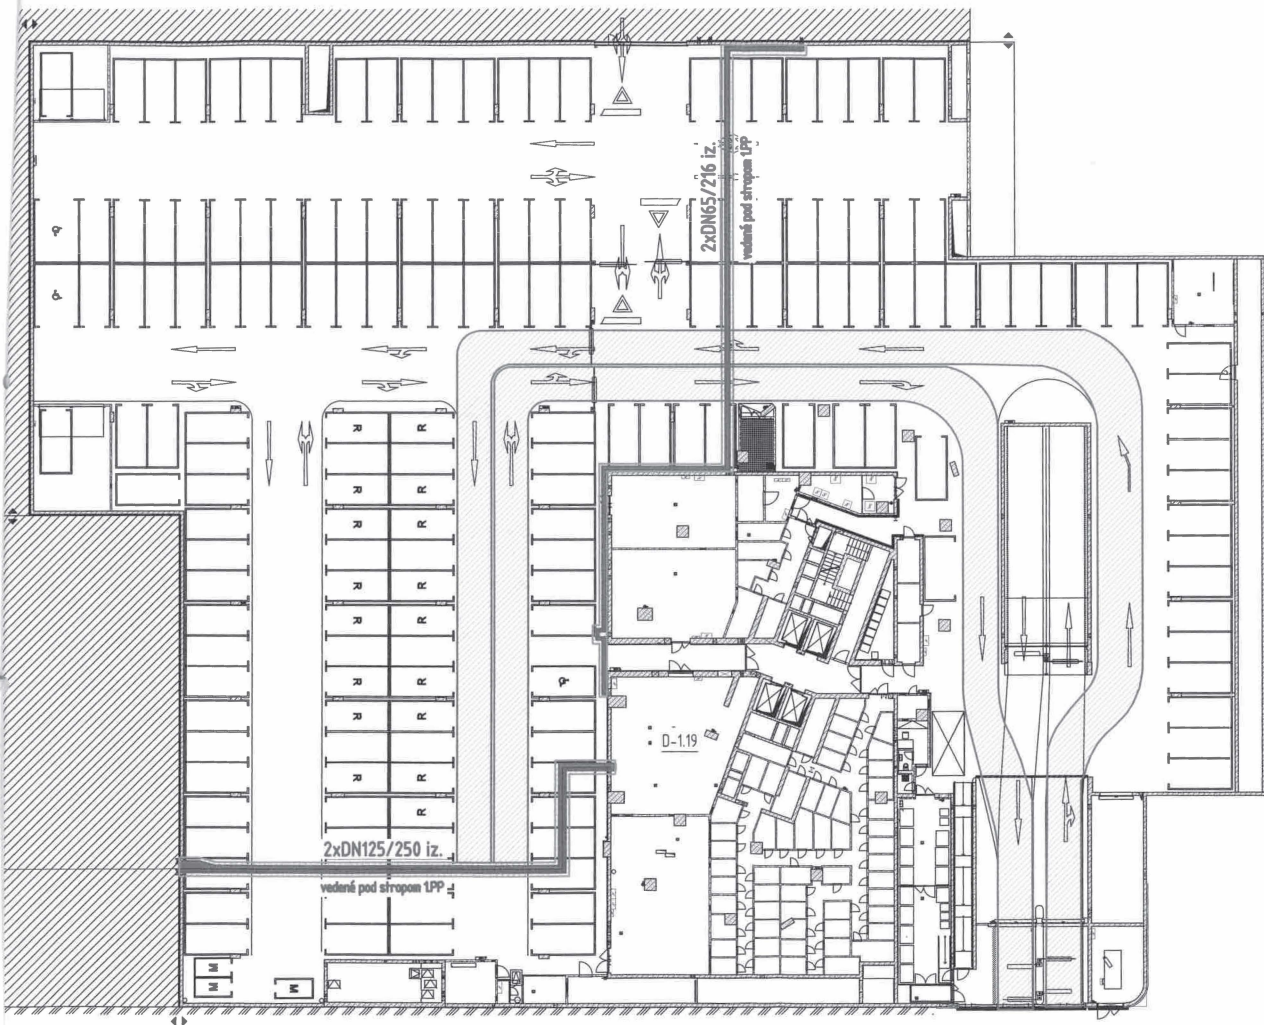 2xDN65/216 iz.
vedené pod stropom 1.PP
R R
R R
R R
R R
R R
R R
R R
R R
R
D-1.19
2xDN125/250 iz.
vedené pod stropom 1.PP
M
M
M